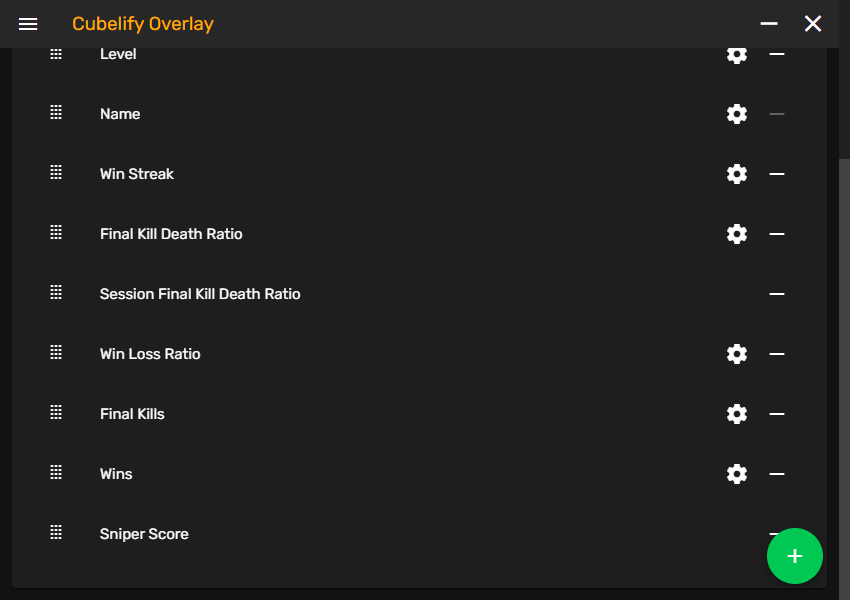 Cubelify Overlay
Level
Name
Win Streak
Final Kill Death Ratio
Session Final Kill Death Ratio
Win Loss Ratio
Final Kills
Wins
Sniper Score